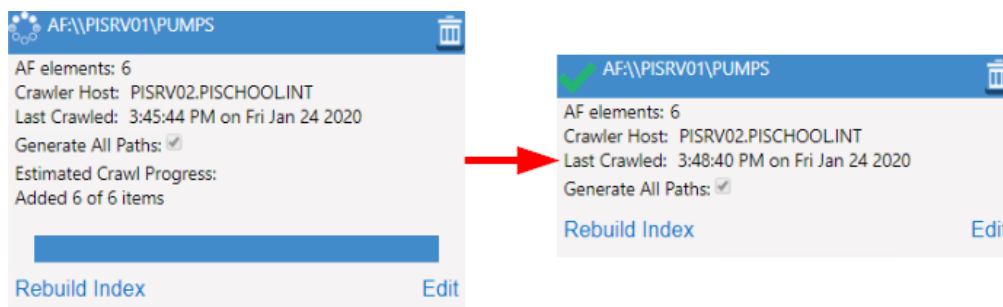 AF:\\PISRV01\PUMPS
AF elements: 6
Crawler Host: PISRV02.PISCHOOL.INT
Last Crawled: 3:45:44 PM on Fri Jan 24 2020
Generate All Paths:
Estimated Crawl Progress:
Added 6 of 6 items
Rebuild Index Edit
AF:\\PISRV01\PUMPS
AF elements: 6
Crawler Host: PISRV02.PISCHOOL.INT
Last Crawled: 3:48:40 PM on Fri Jan 24 2020
Generate All Paths:
Rebuild Index Edit